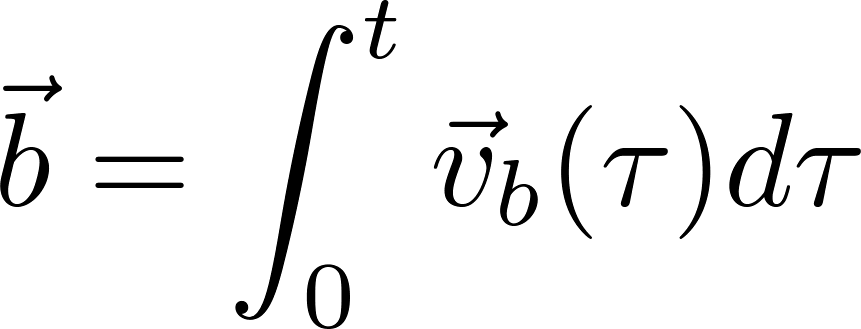 $\vec{b} = \int_0^t \vec{v}_b(\tau)d\tau$